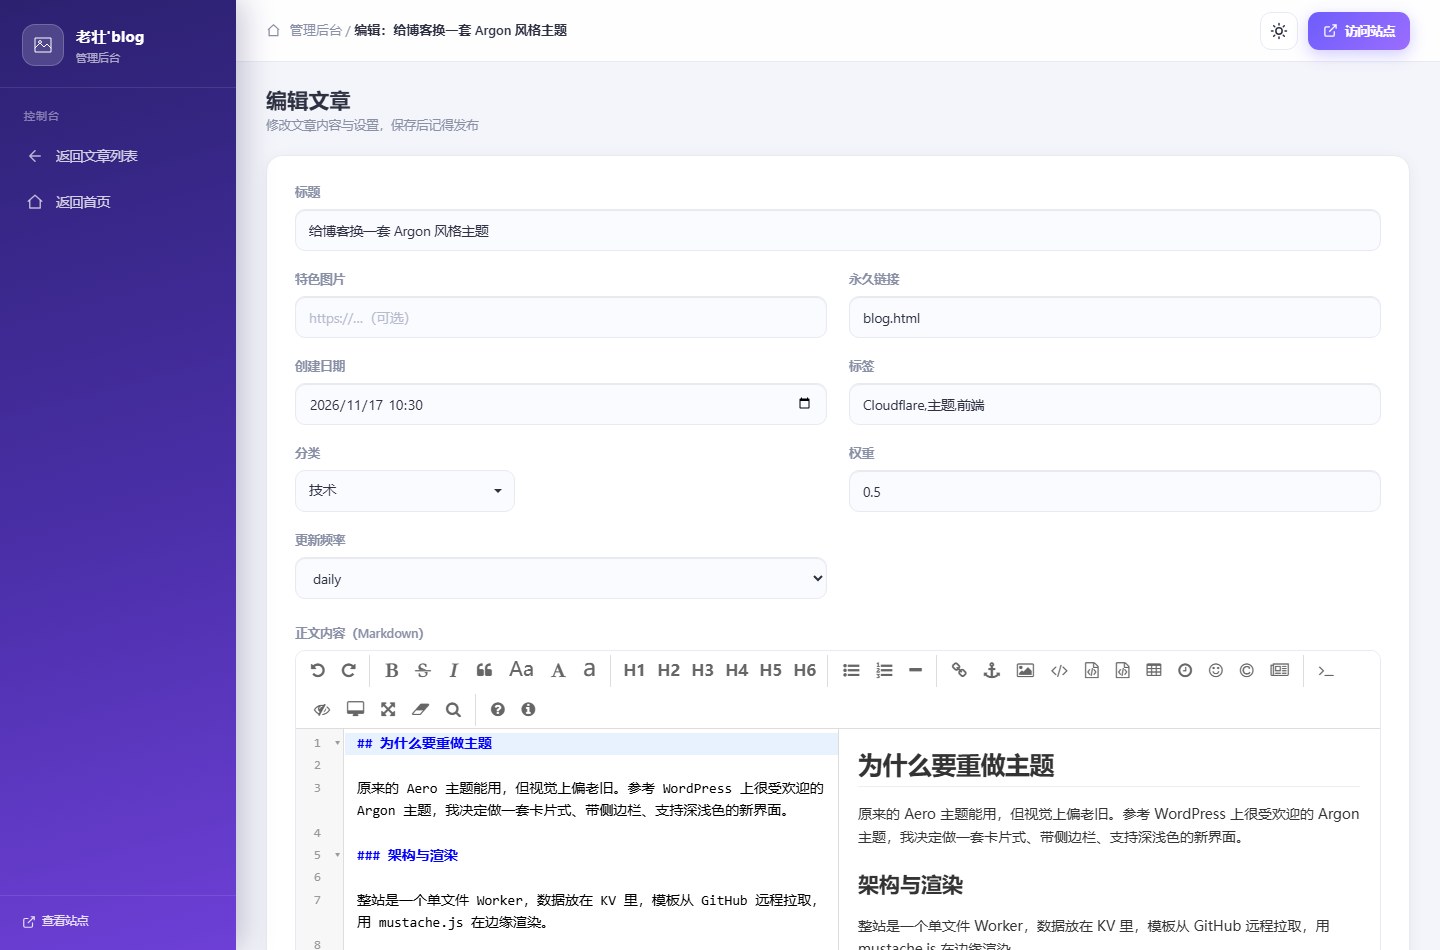 老壮'blog
管理后台
控制台
返回文章列表
返回首页
查看站点
管理后台 / 编辑：给博客换一套 Argon 风格主题
访问站点
编辑文章
修改文章内容与设置，保存后记得发布
标题
给博客换一套 Argon 风格主题
特色图片
永久链接
https://...（可选）
blog.html
创建日期
标签
2026/11/17 10:30
Cloudflare,主题,前端
分类
权重
技术
0.5
更新频率
daily
正文内容（Markdown）
B S I Aa A a H1 H2 H3 H4 H5 H6
1 ## 为什么要重做主题
2
3 原来的 Aero 主题能用，但视觉上偏老旧。参考 WordPress 上很受欢迎的
Argon 主题，我决定做一套卡片式、带侧边栏、支持深浅色的新界面。
4
5 ### 架构与渲染
6
7 整站是一个单文件 Worker，数据放在 KV 里，模板从 GitHub 远程拉取，
用 mustache.js 在边缘渲染。
8
为什么要重做主题
原来的 Aero 主题能用，但视觉上偏老旧。参考 WordPress 上很受欢迎的 Argon
主题，我决定做一套卡片式、带侧边栏、支持深浅色的新界面。
架构与渲染
整站是一个单文件 Worker，数据放在 KV 里，模板从 GitHub 远程拉取，用
mustache.js 在边缘渲染。